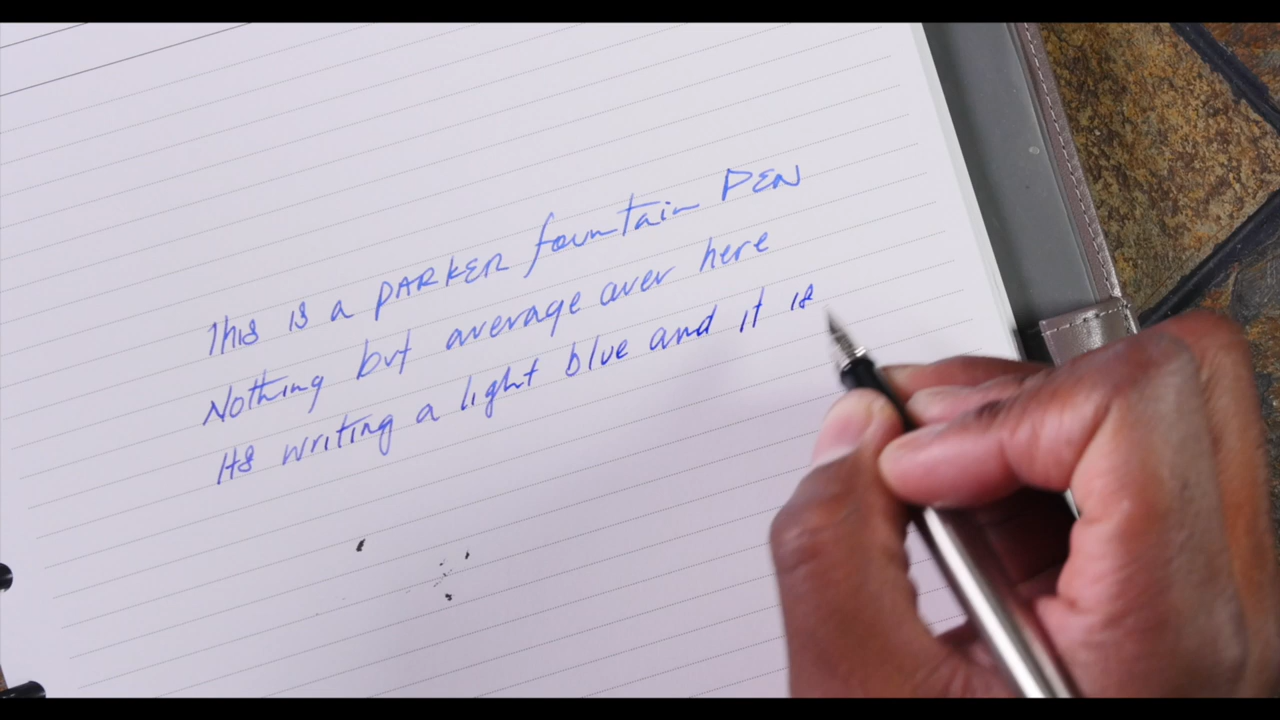 This is a PARKER fountain PEN
Nothing but average over here
Its writing a light blue and it is